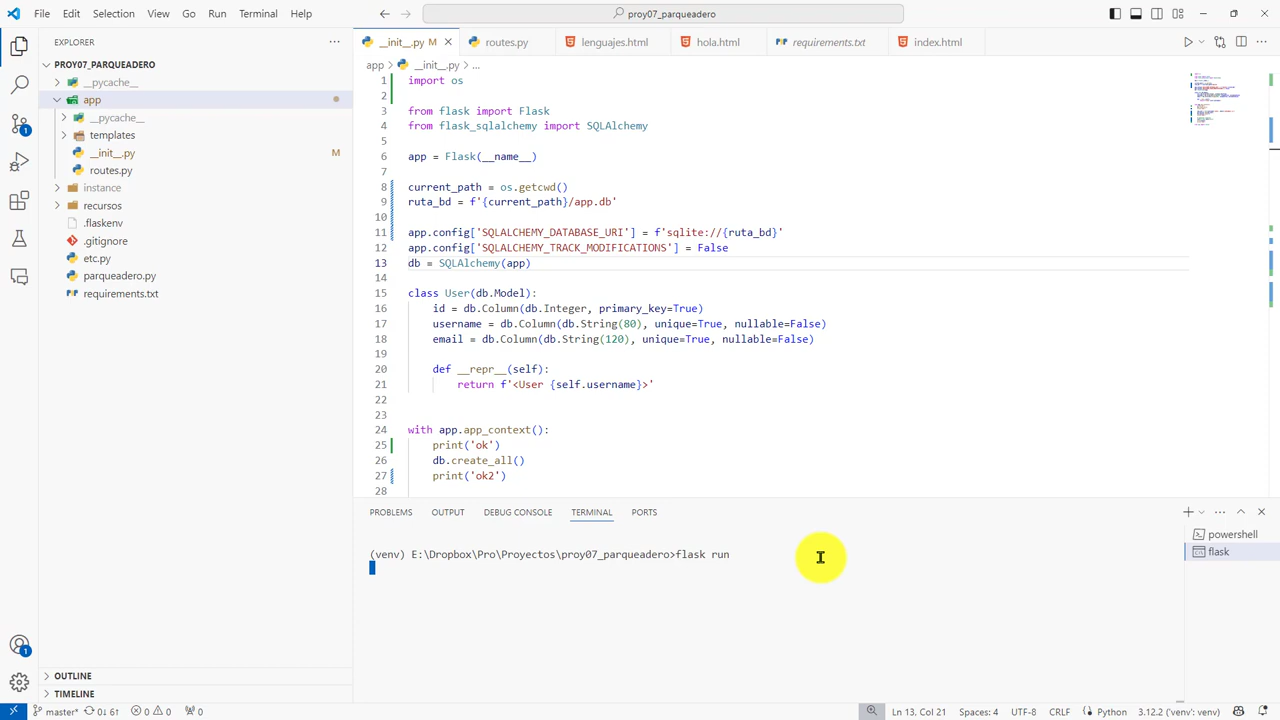 File Edit Selection View Go Run Terminal Help
proy07_parqueadero
EXPLORER
PROY07_PARQUEADERO
__pycache__
app
__pycache__
templates
__init__.py M
routes.py
instance
recursos
.flaskenv
.gitignore
etc.py
parqueadero.py
requirements.txt
OUTLINE
TIMELINE
__init__.py M
routes.py
lenguajes.html
hola.html
requirements.txt
index.html
app > __init__.py > ...
1 import os
2
3 from flask import Flask
4 from flask_sqlalchemy import SQLAlchemy
5
6 app = Flask(__name__)
7
8 current_path = os.getcwd()
9 ruta_bd = f'{current_path}/app.db'
10
11 app.config['SQLALCHEMY_DATABASE_URI'] = f'sqlite://{ruta_bd}'
12 app.config['SQLALCHEMY_TRACK_MODIFICATIONS'] = False
13 db = SQLAlchemy(app)
14
15 class User(db.Model):
16 id = db.Column(db.Integer, primary_key=True)
17 username = db.Column(db.String(80), unique=True, nullable=False)
18 email = db.Column(db.String(120), unique=True, nullable=False)
19
20 def __repr__(self):
21 return f'<User {self.username}>'
22
23
24 with app.app_context():
25 print('ok')
26 db.create_all()
27 print('ok2')
28
PROBLEMS OUTPUT DEBUG CONSOLE TERMINAL PORTS
(venv) E:\Dropbox\Pro\Proyectos\proy07_parqueadero>flask run
powershell
flask
1
1
master* 0↓ 6↑ 0 0 0
Ln 13, Col 21 Spaces: 4 UTF-8 CRLF Python 3.12.2 ('venv': venv)